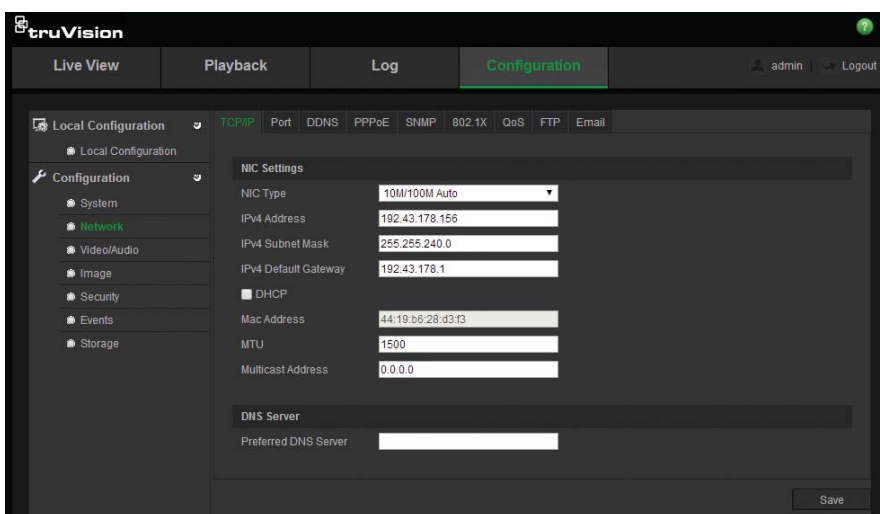 truVision
?
Live View Playback Log Configuration admin Logout
Local Configuration
Local Configuration
Configuration
System
Network
Video/Audio
Image
Security
Events
Storage
TCP/IP Port DDNS PPPoE SNMP 802.1X QoS FTP Email
NIC Settings
NIC Type 10M/100M Auto
IPv4 Address 192.43.178.156
IPv4 Subnet Mask 255.255.240.0
IPv4 Default Gateway 192.43.178.1
DHCP
Mac Address 44:19:b6:28:d3:f3
MTU 1500
Multicast Address 0.0.0.0
DNS Server
Preferred DNS Server
Save